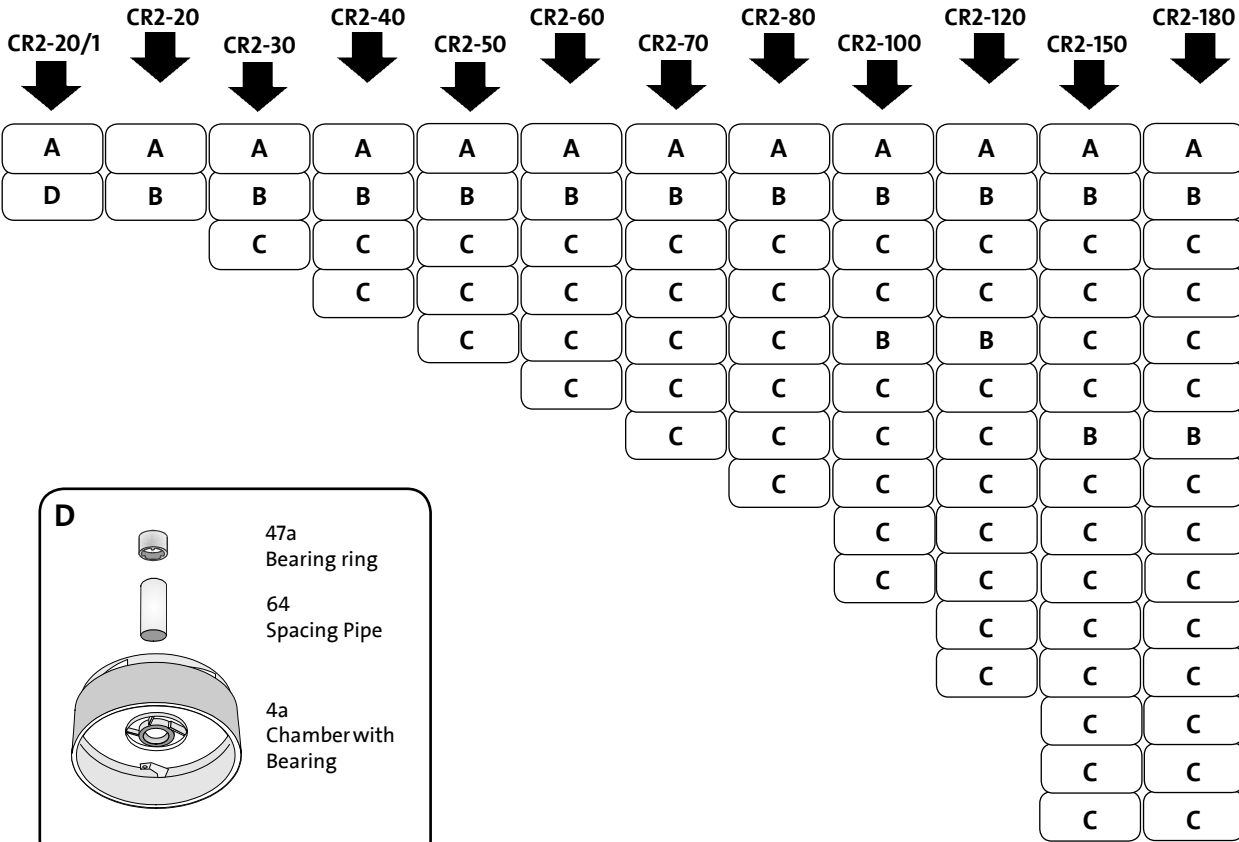 CR2-20/1 CR2-20 CR2-30 CR2-40 CR2-50 CR2-60 CR2-70 CR2-80 CR2-100 CR2-120 CR2-150 CR2-180
A A A A A A A A A A A A
D B B B B B B B B B B B
C C C C C C C C C C
C C C C C C C C C
C C C C B B C C
C C C C C C C
C C C C B B
C C C C C
C C C C
C C C C
C C C
C C C
C C
C C
C C
D
47a
Bearing ring
64
Spacing Pipe
4a
Chamber with
Bearing